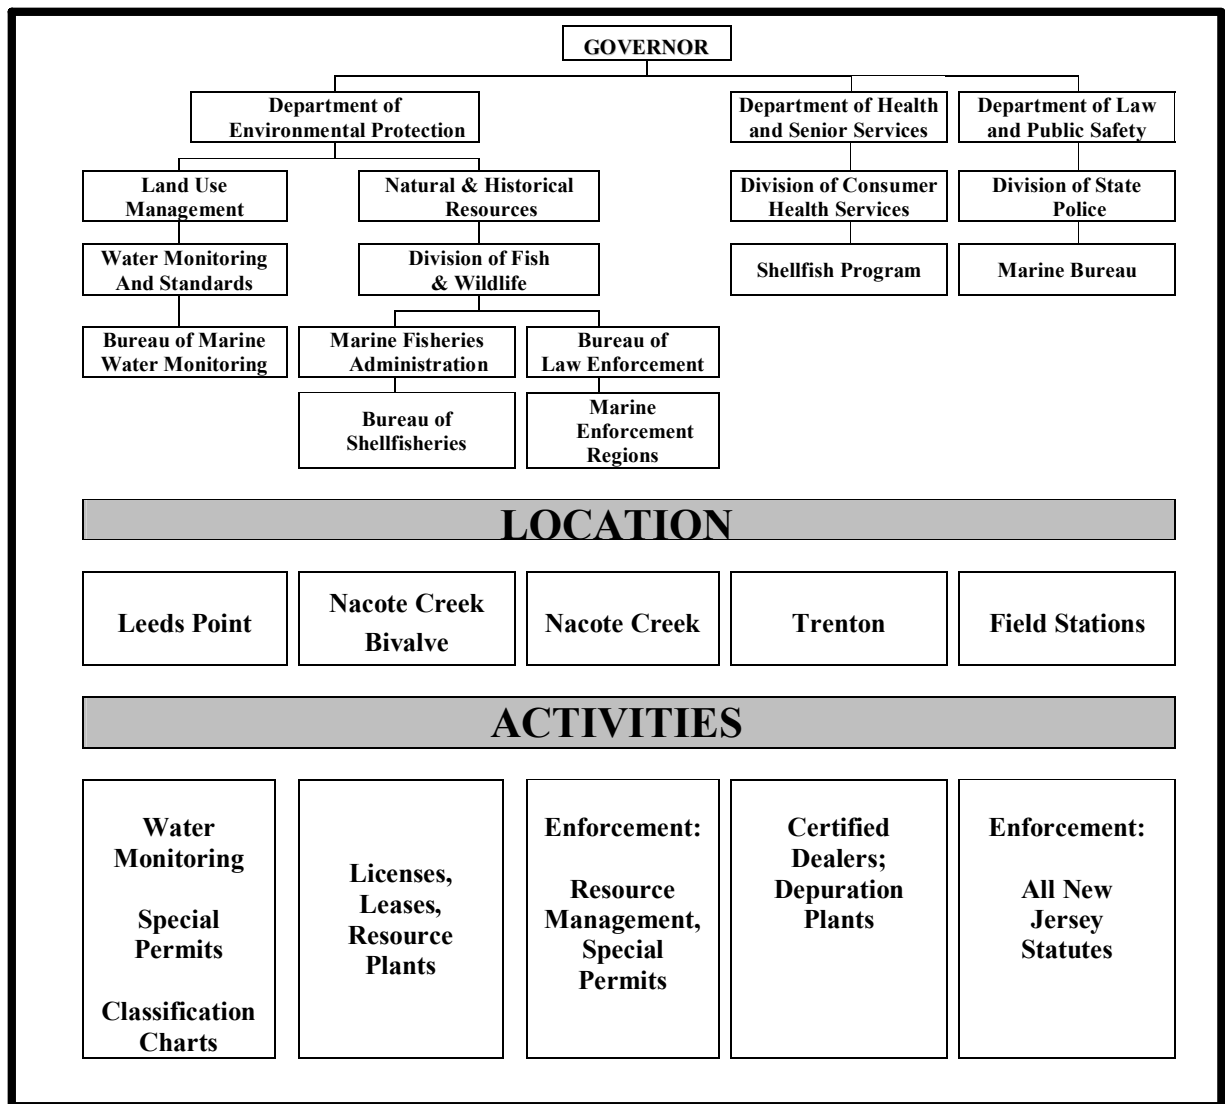 GOVERNOR
Department of
Environmental Protection
Department of Health
and Senior Services
Department of Law
and Public Safety
Land Use
Management
Natural & Historical
Resources
Division of Consumer
Health Services
Division of State
Police
Water Monitoring
And Standards
Division of Fish
& Wildlife
Shellfish Program
Marine Bureau
Bureau of Marine
Water Monitoring
Marine Fisheries
Administration
Bureau of
Law Enforcement
Bureau of
Shellfisheries
Marine
Enforcement
Regions
LOCATION
Leeds Point
Nacote Creek
Bivalve
Nacote Creek
Trenton
Field Stations
ACTIVITIES
Water
Monitoring
Special
Permits
Classification
Charts
Licenses,
Leases,
Resource
Plants
Enforcement:
Resource
Management,
Special
Permits
Certified
Dealers;
Depuration
Plants
Enforcement:
All New
Jersey
Statutes